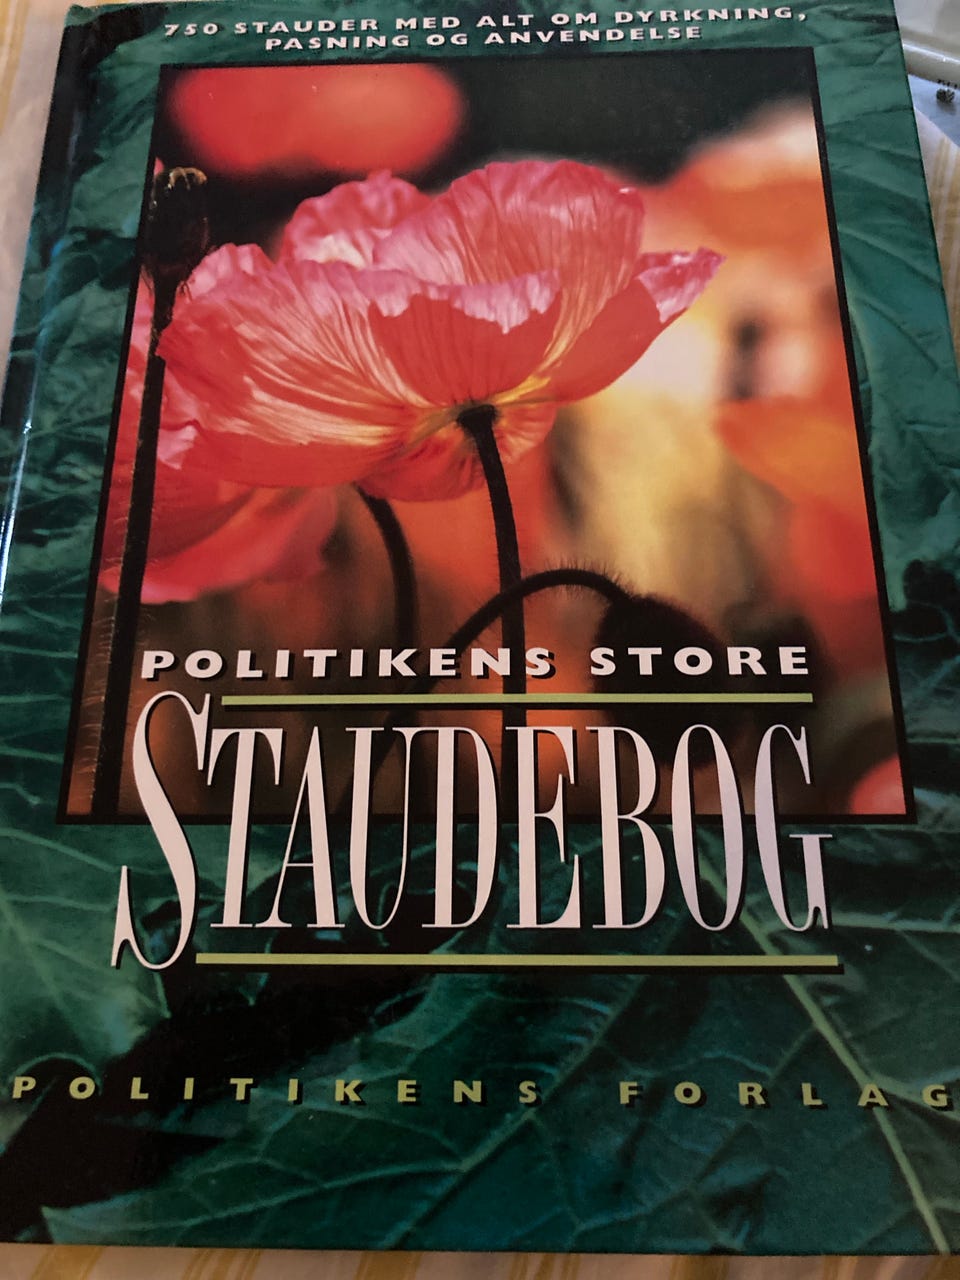 750 STAUDER MED ALT OM DYRKNING,
PASNING OG ANVENDELSE
POLITIKENS STORE
STAUDEBOG
POLITIKENS FORLAG